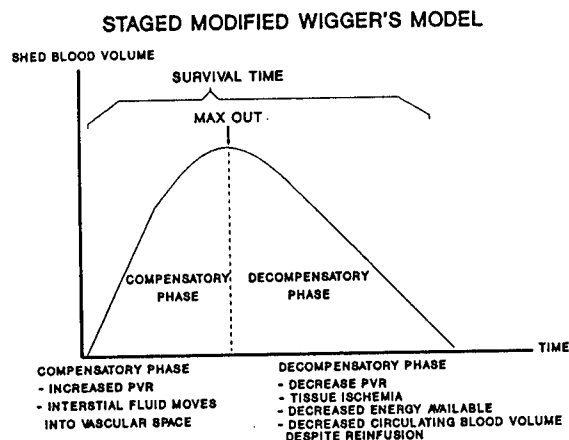 STAGED MODIFIED WIGGER'S MODEL
SHED BLOOD VOLUME
SURVIVAL TIME
MAX OUT
COMPENSATORY
PHASE
DECOMPENSATORY
PHASE
TIME
COMPENSATORY PHASE
- INCREASED PVR
- INTERSTIAL FLUID MOVES
INTO VASCULAR SPACE
DECOMPENSATORY PHASE
- DECREASE PVR
- TISSUE ISCHEMIA
- DECREASED ENERGY AVAILABLE
- DECREASED CIRCULATING BLOOD VOLUME
DESPITE REINFUSION